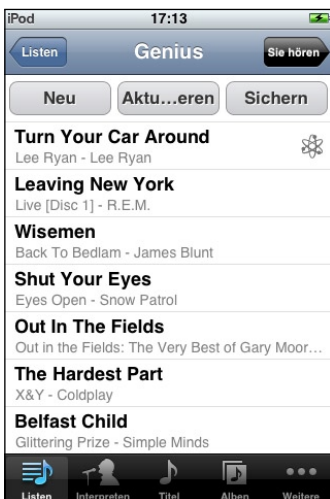 iPod 17:13
Listen Genius Sie hören
Neu Aktu...eren Sichern
Turn Your Car Around
Lee Ryan - Lee Ryan
Leaving New York
Live [Disc 1] - R.E.M.
Wisemen
Back To Bedlam - James Blunt
Shut Your Eyes
Eyes Open - Snow Patrol
Out In The Fields
Out in the Fields: The Very Best of Gary Moor...
The Hardest Part
X&Y - Coldplay
Belfast Child
Glittering Prize - Simple Minds
Listen Interpreten Titel Alben Weitere